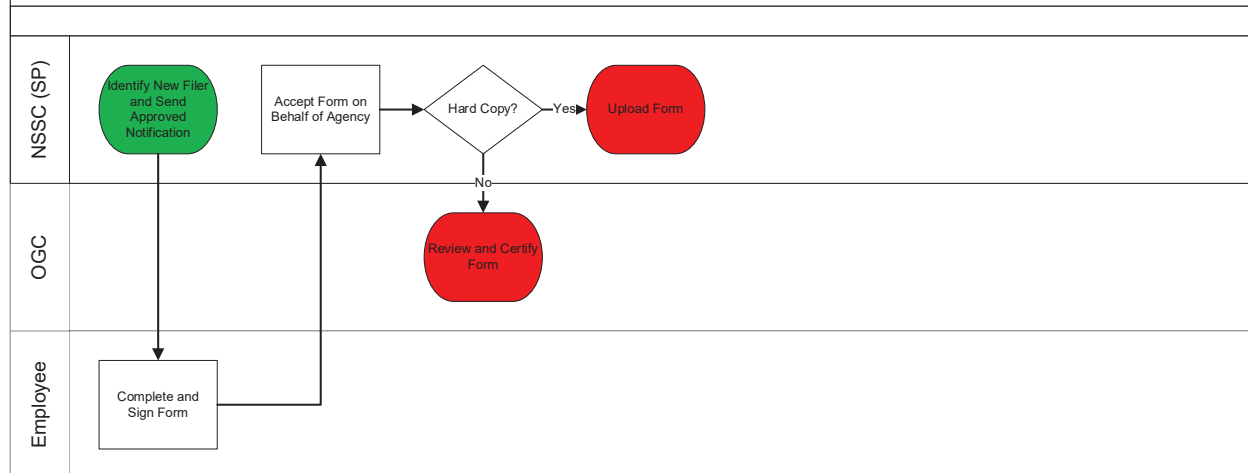 NSSC (SP)
Identify New Filer
and Send
Approved
Notification
Accept Form on
Behalf of Agency
Hard Copy?
Yes
Upload Form
No
OGC
Review and Certify
Form
Employee
Complete and
Sign Form